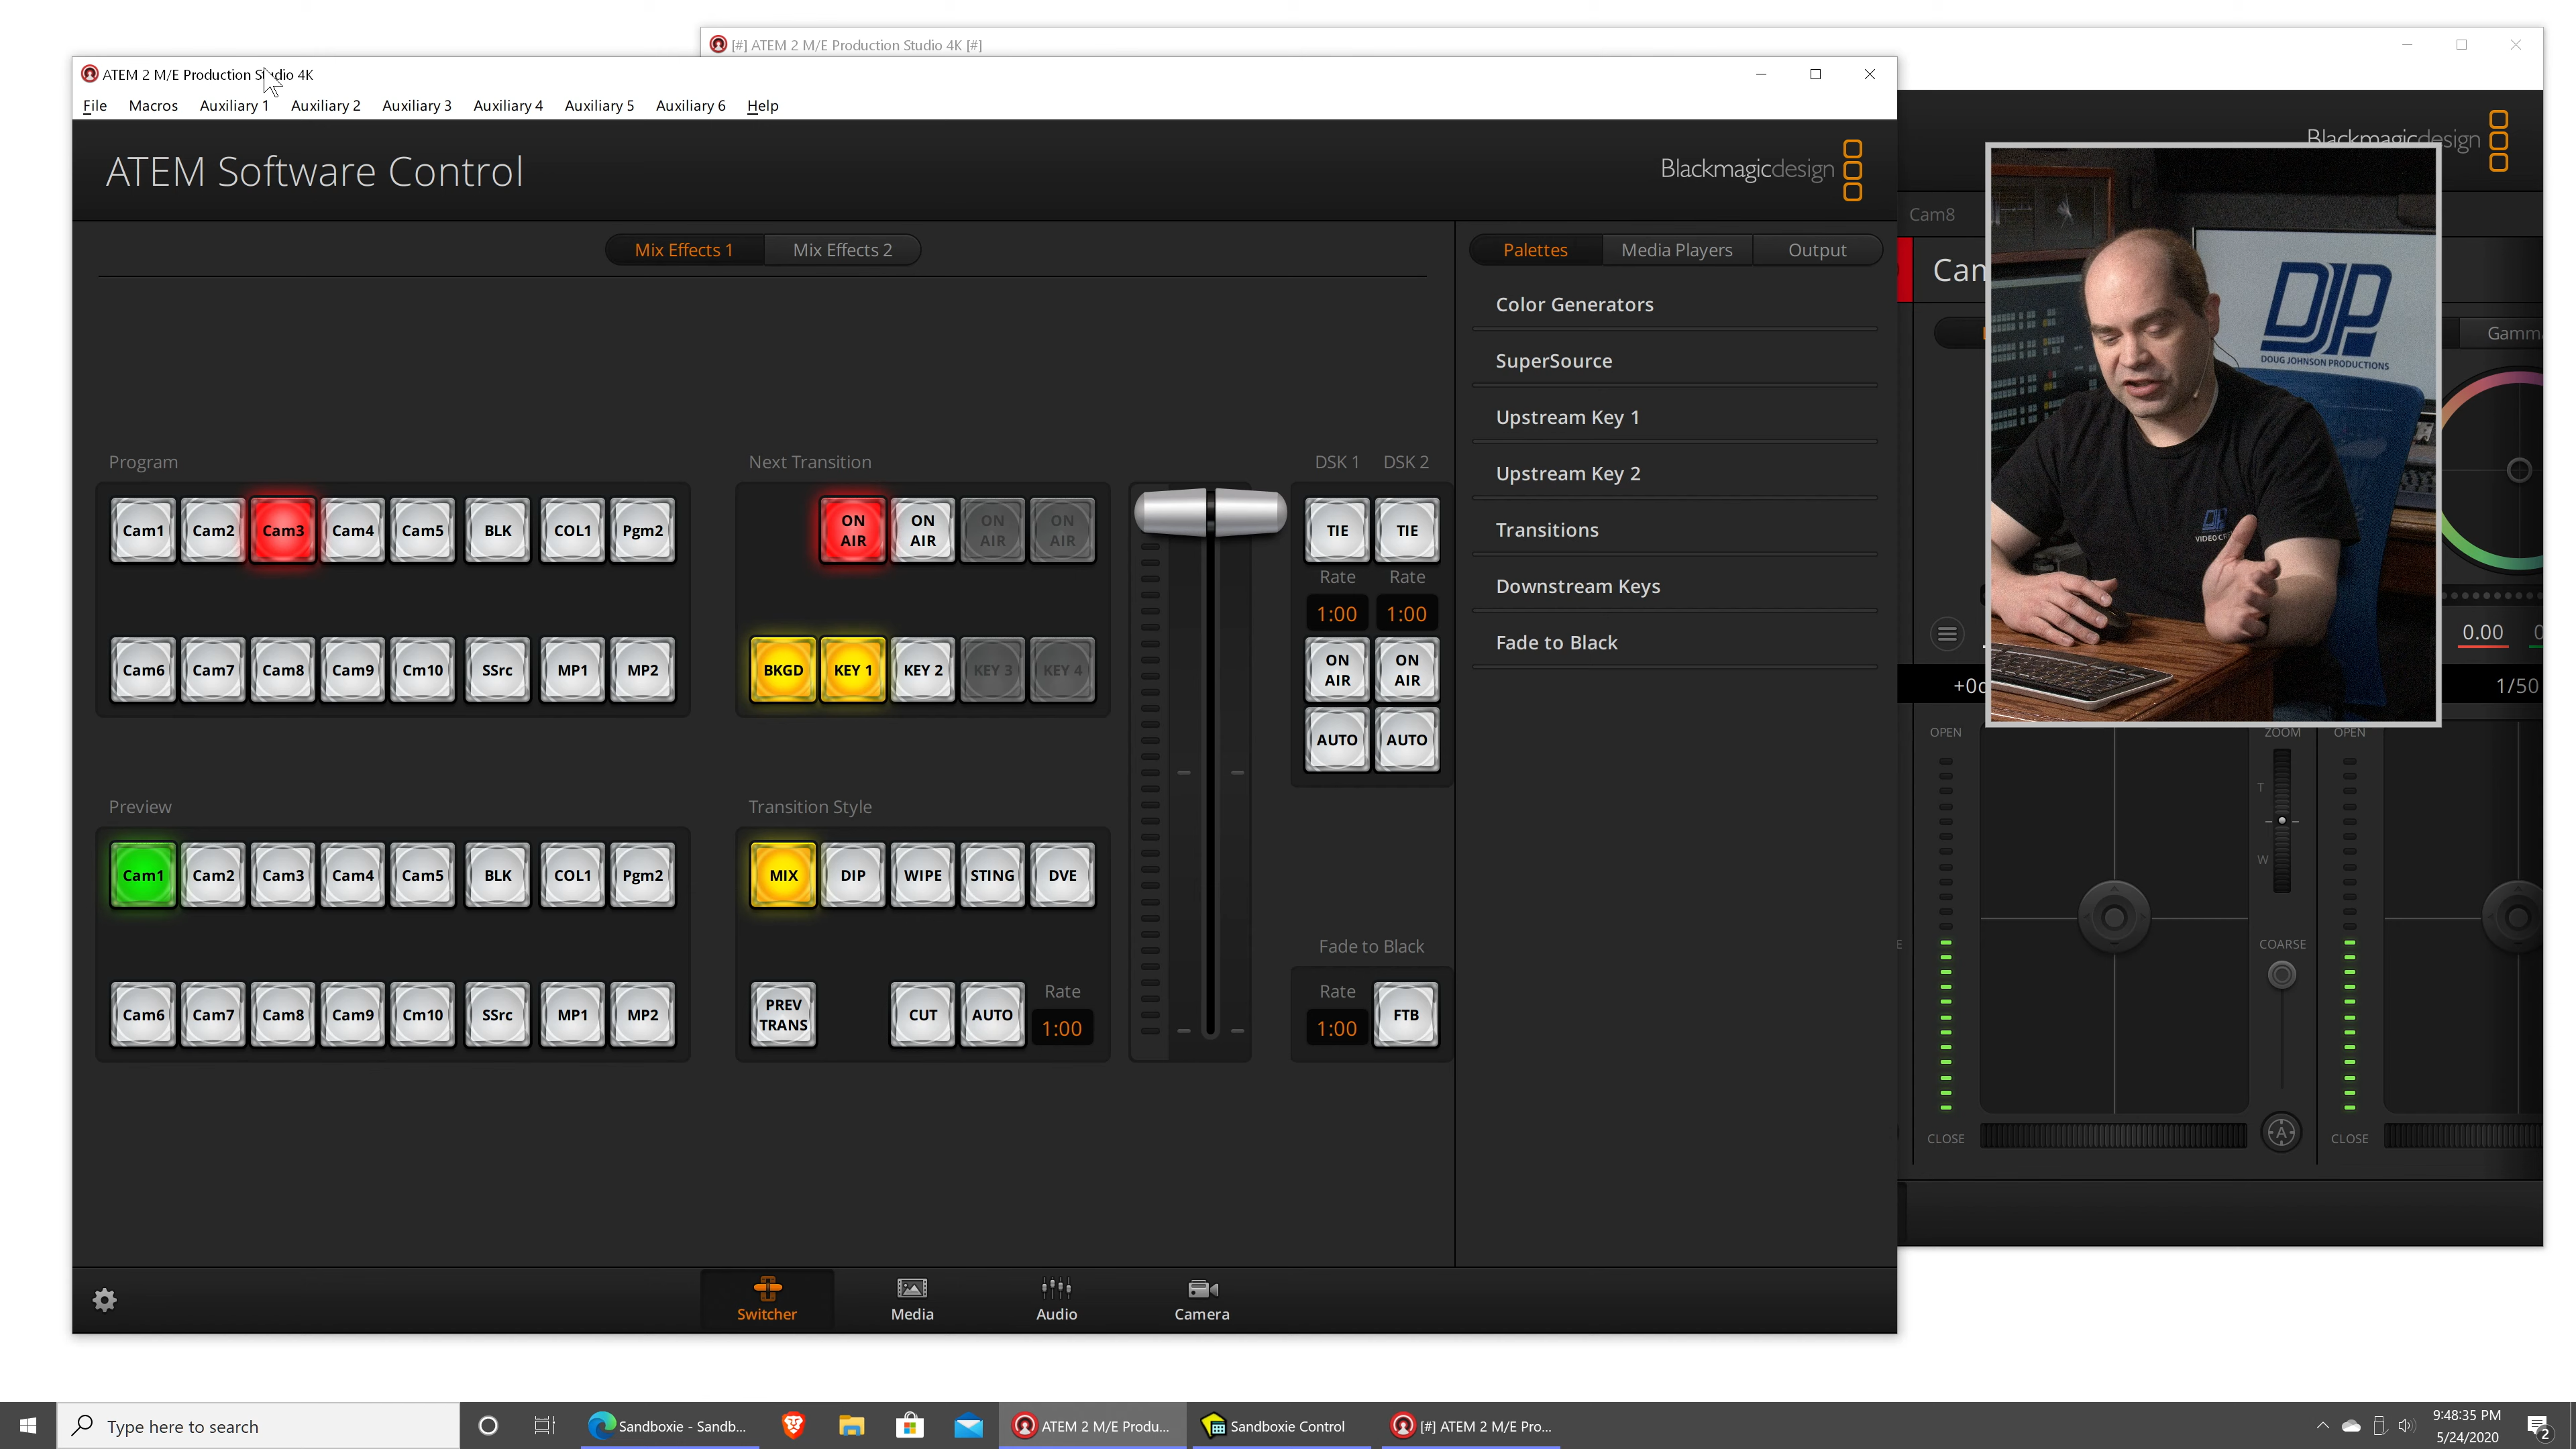 [#] ATEM 2 M/E Production Studio 4K [#]
ATEM 2 M/E Production Studio 4K
File Macros Auxiliary 1 Auxiliary 2 Auxiliary 3 Auxiliary 4 Auxiliary 5 Auxiliary 6 Help
ATEM Software Control
Blackmagicdesign
Blackmagicdesign
Mix Effects 1 Mix Effects 2
Palettes Media Players Output
Cam8
Color Generators
SuperSource
Upstream Key 1
Upstream Key 2
Transitions
Downstream Keys
Fade to Black
Program
Cam1 Cam2 Cam3 Cam4 Cam5 BLK COL1 Pgm2
Cam6 Cam7 Cam8 Cam9 Cm10 SSrc MP1 MP2
Next Transition
ON AIR ON AIR ON AIR ON AIR
BKGD KEY 1 KEY 2 KEY 3 KEY 4
DSK 1 DSK 2
TIE TIE
Rate Rate
1:00 1:00
ON AIR ON AIR
AUTO AUTO
Preview
Cam1 Cam2 Cam3 Cam4 Cam5 BLK COL1 Pgm2
Cam6 Cam7 Cam8 Cam9 Cm10 SSrc MP1 MP2
Transition Style
MIX DIP WIPE STING DVE
PREV TRANS CUT AUTO
Rate
1:00
Fade to Black
Rate
1:00
FTB
Switcher Media Audio Camera
Cam
DJP
DOUG JOHNSON PRODUCTIONS
Gamm
0.00
+0d
1/50
OPEN ZOOM OPEN
T
W
COARSE
CLOSE A CLOSE
Type here to search
Sandboxie - Sandb...
ATEM 2 M/E Produ...
Sandboxie Control
[#] ATEM 2 M/E Pro...
9:48:35 PM
5/24/2020
2